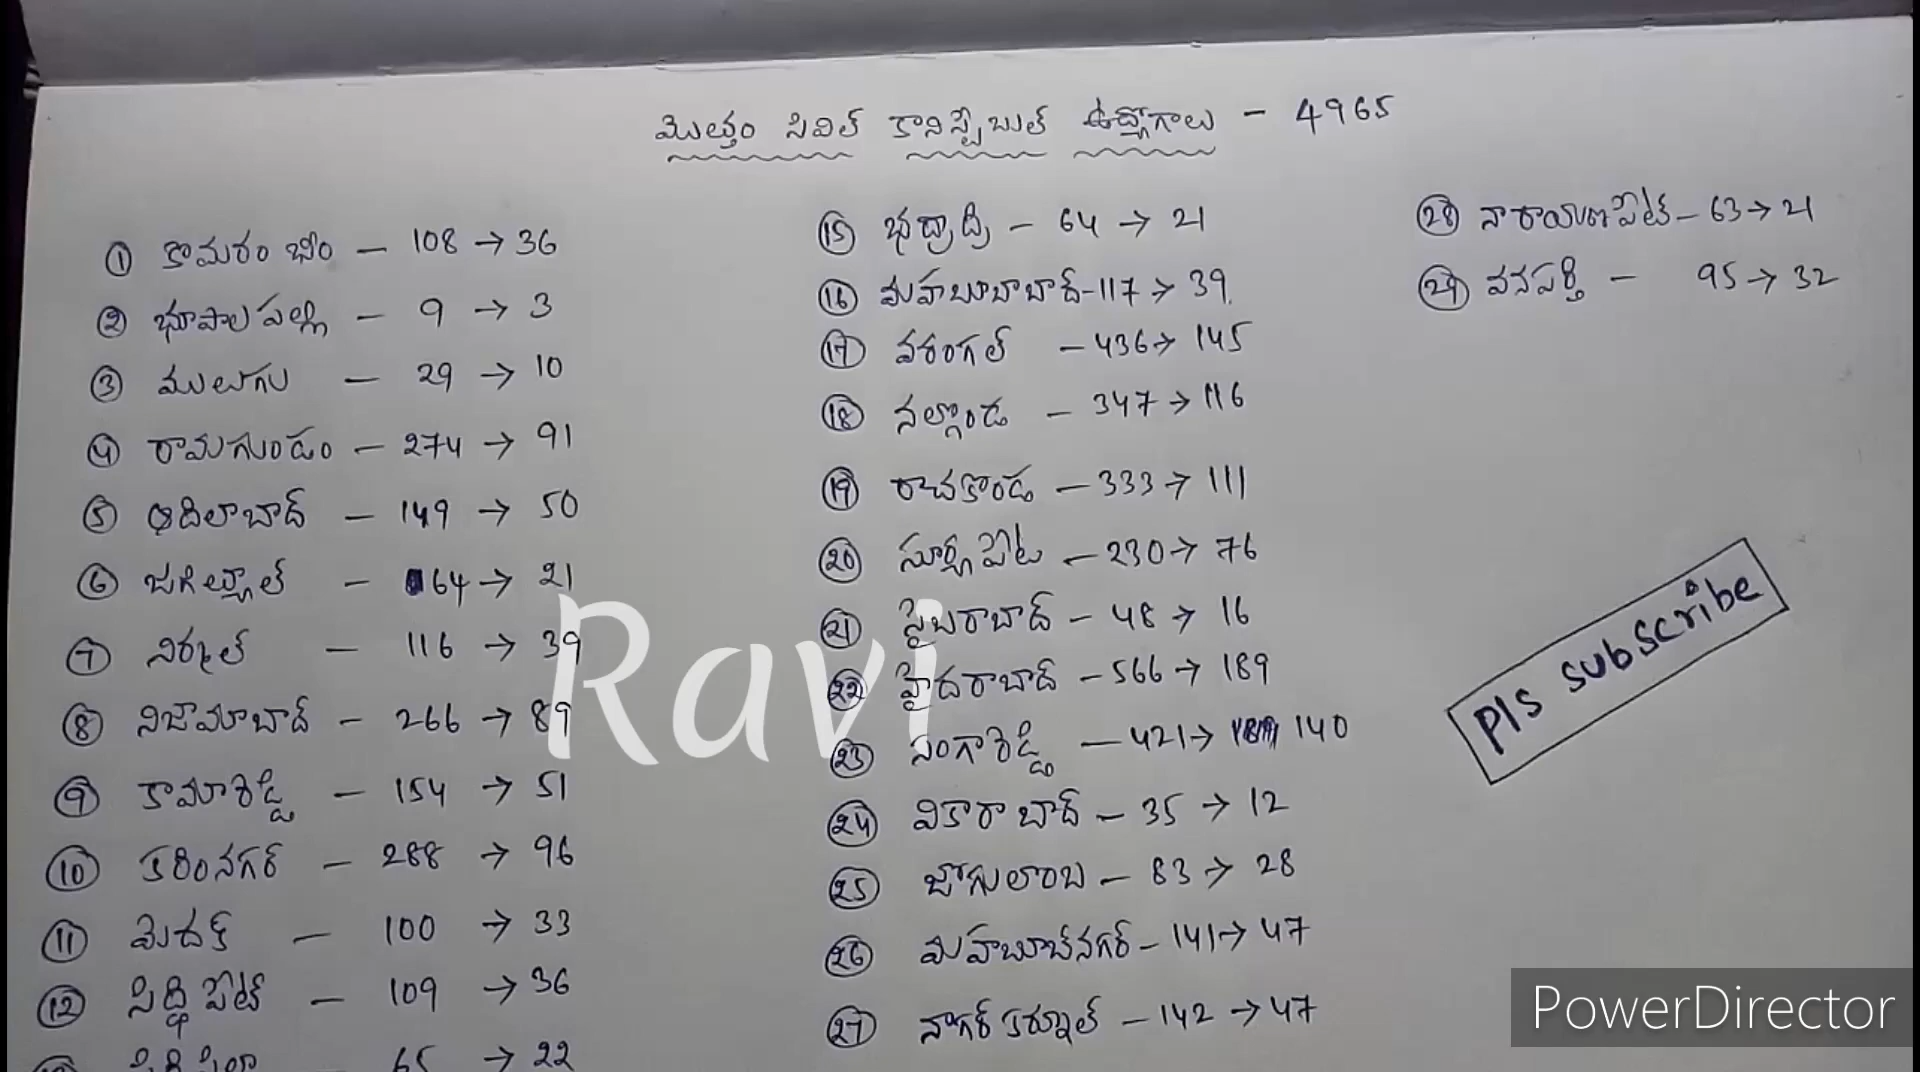 మొత్తం సివిల్ కానిస్టేబుల్ ఉద్యోగాలు - 4965
① కొమరం భీం - 108 → 36
② భూపాలపల్లి - 9 → 3
③ ములుగు - 29 → 10
④ రామగుండం - 274 → 91
⑤ ఆదిలాబాద్ - 149 → 50
⑥ జగిత్యాల్ - 64 → 21
⑦ నిర్మల్ - 116 → 39
⑧ నిజామాబాద్ - 266 → 89
⑨ కామారెడ్డి - 154 → 51
⑩ కరీంనగర్ - 288 → 96
⑪ మెదక్ - 100 → 33
⑫ సిద్దిపేట్ - 109 → 36
65 → 22
⑮ భద్రాద్రి - 64 → 21
⑯ మహబూబాబాద్ - 117 → 39
⑰ వరంగల్ - 436 → 145
⑱ నల్గొండ - 347 → 116
⑲ రాచకొండ - 333 → 111
⑳ సూర్యపేట - 230 → 76
㉑ సైబరాబాద్ - 48 → 16
㉒ హైదరాబాద్ - 566 → 189
㉓ సంగారెడ్డి - 421 → 140
㉔ వికారాబాద్ - 35 → 12
㉕ జోగులాంబ - 83 → 28
㉖ మహబూబ్‌నగర్ - 141 → 47
㉗ నాగర్ కర్నూల్ - 142 → 47
㉘ నారాయణపేట్ - 63 → 21
㉙ వనపర్తి - 95 → 32
Pls subscribe
Ravi
PowerDirector